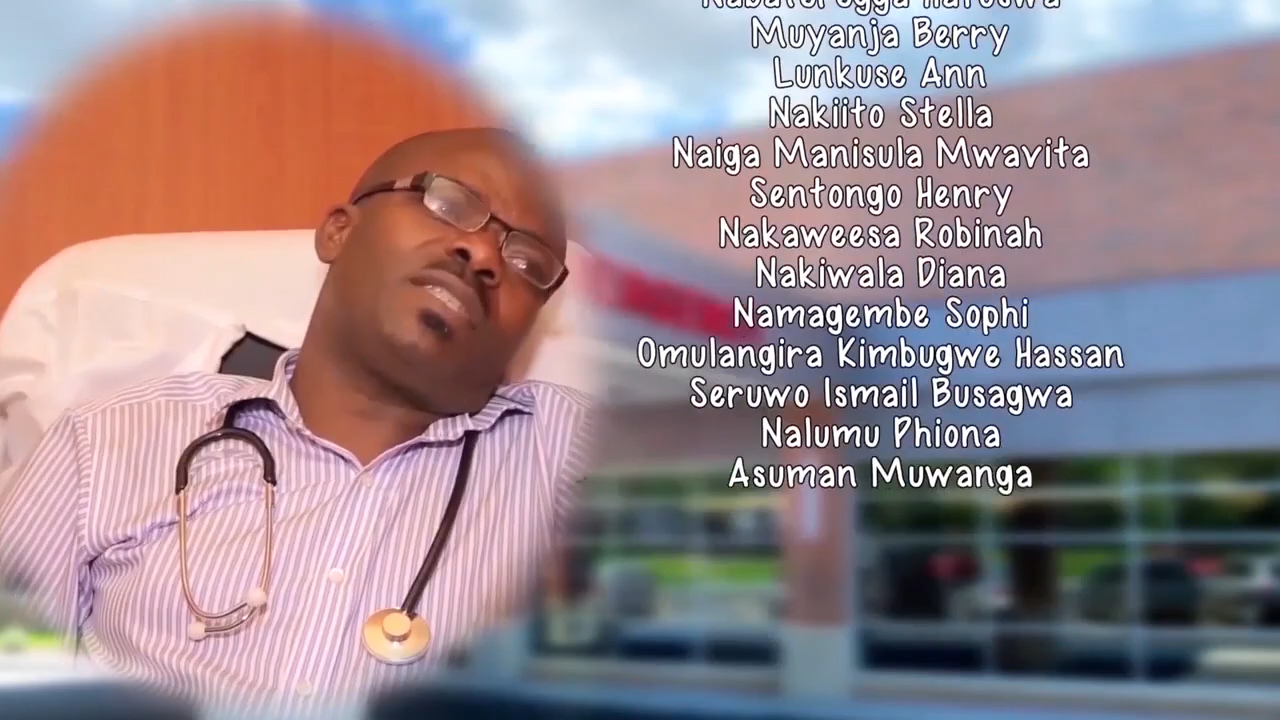 Muyanja Berry
Lunkuse Ann
Nakiito Stella
Naiga Manisula Mwavita
Sentongo Henry
Nakaweesa Robinah
Nakiwala Diana
Namagembe Sophi
Omulangira Kimbugwe Hassan
Seruwo Ismail Busagwa
Nalumu Phiona
Asuman Muwanga